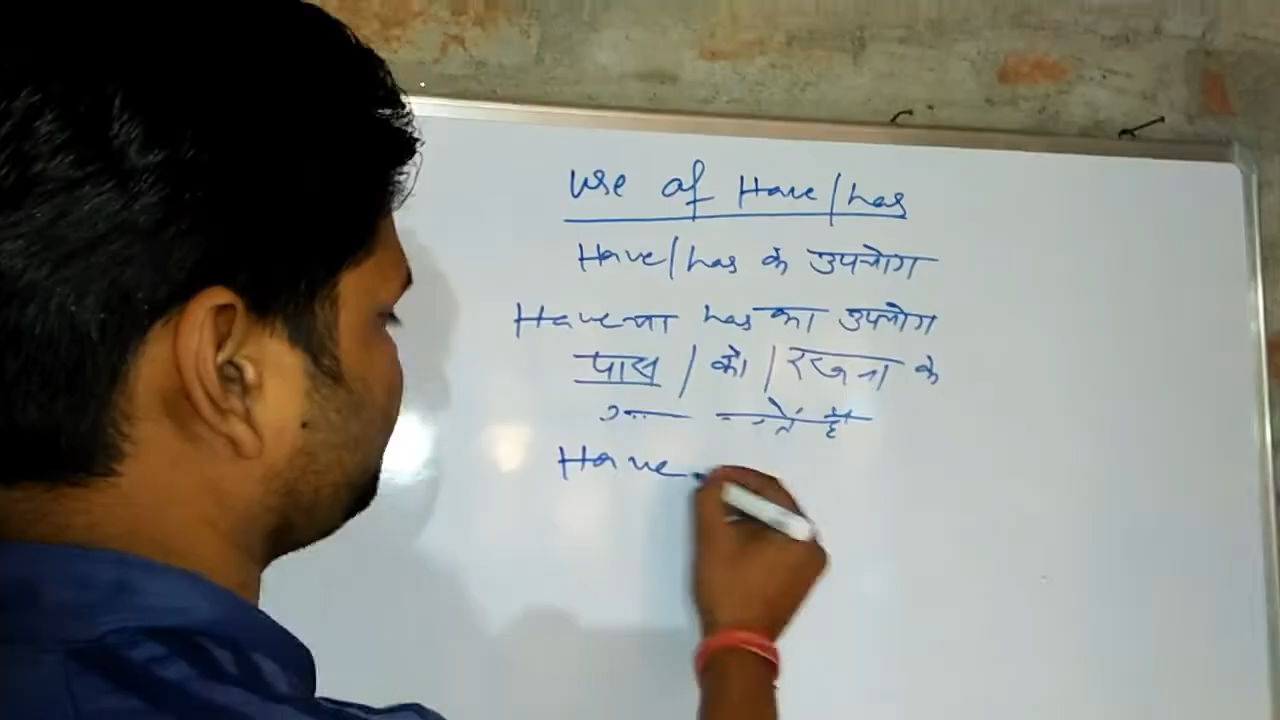 use of Have/has
Have/has के उपयोग
Have या has का उपयोग
पास / को / रखना के
हैं
Have